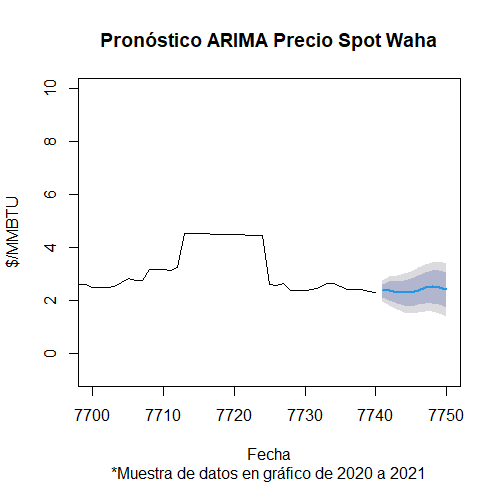 Pronóstico ARIMA Precio Spot Waha
$/MMBTU
10
8
6
4
2
0
7700 7710 7720 7730 7740 7750
Fecha
*Muestra de datos en gráfico de 2020 a 2021